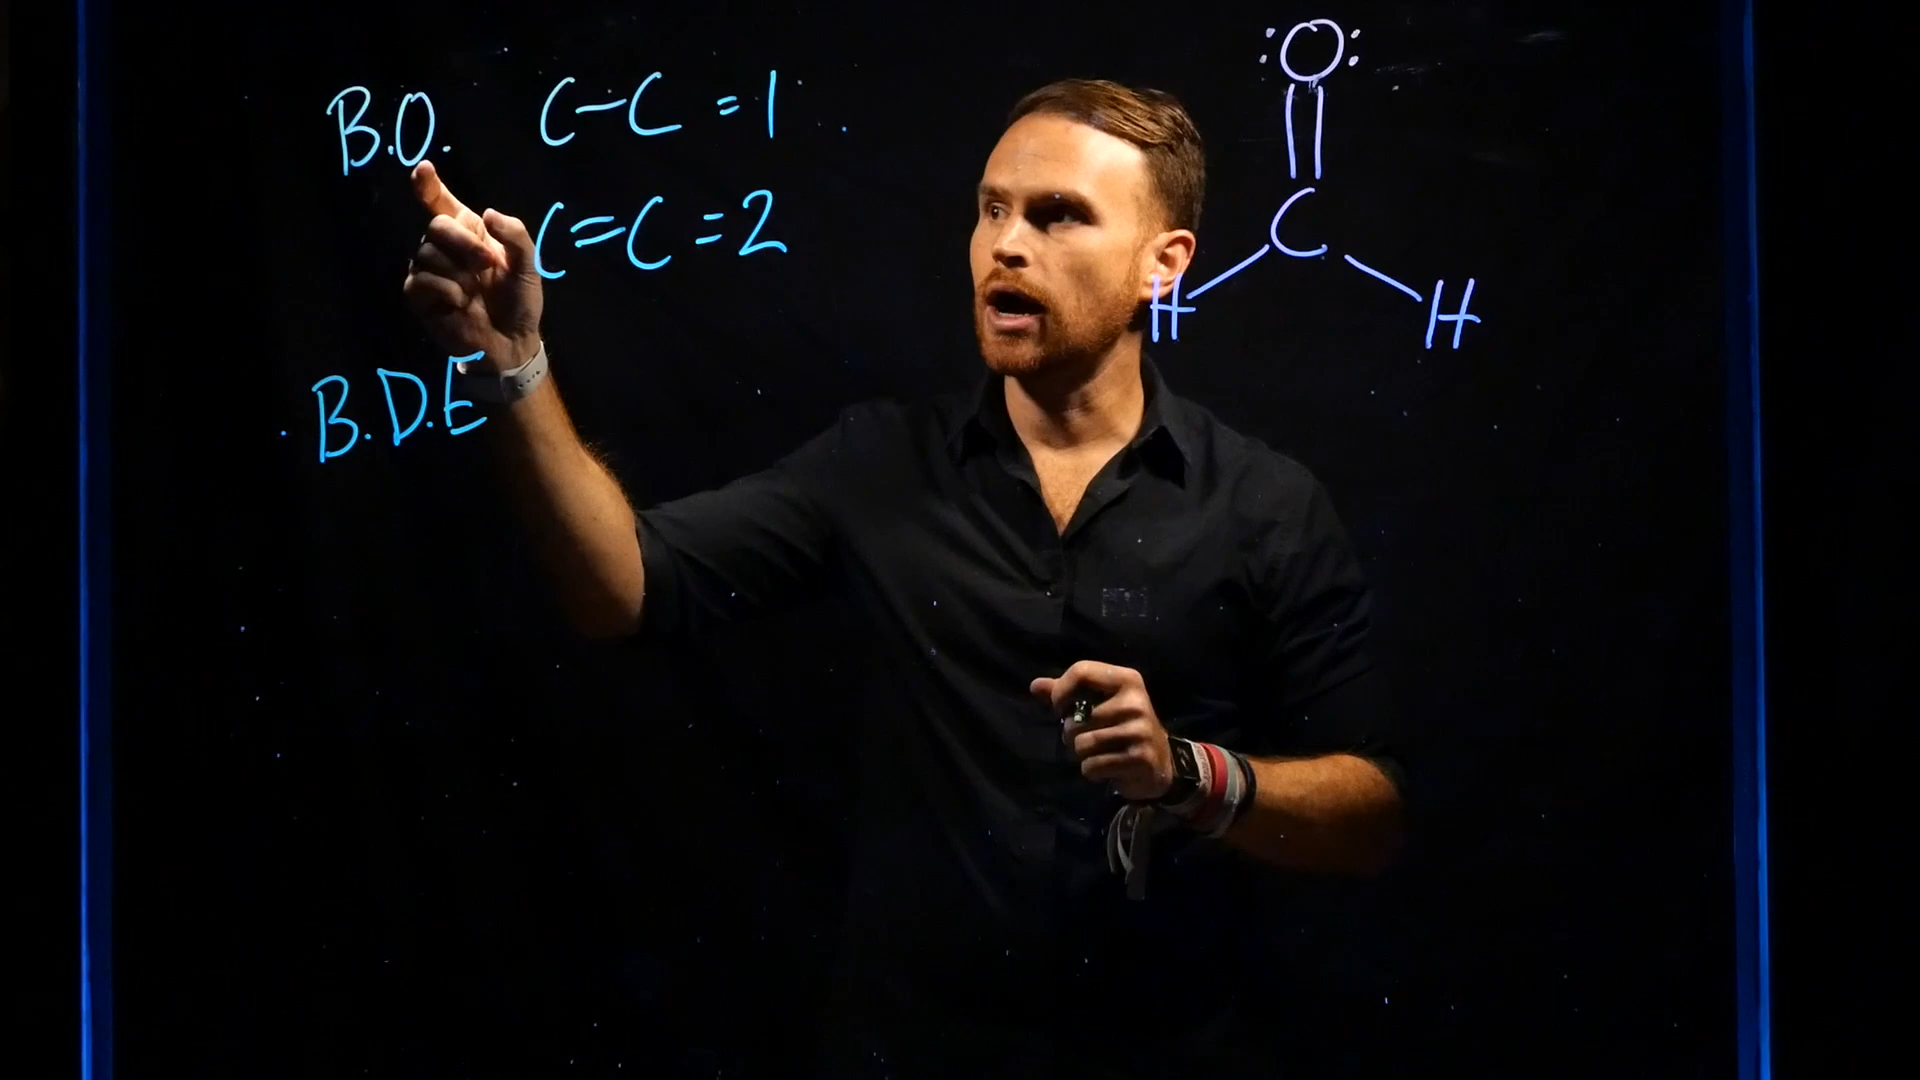 B.O. C-C = 1
C=C = 2
B.D.E
:O:
C
H H